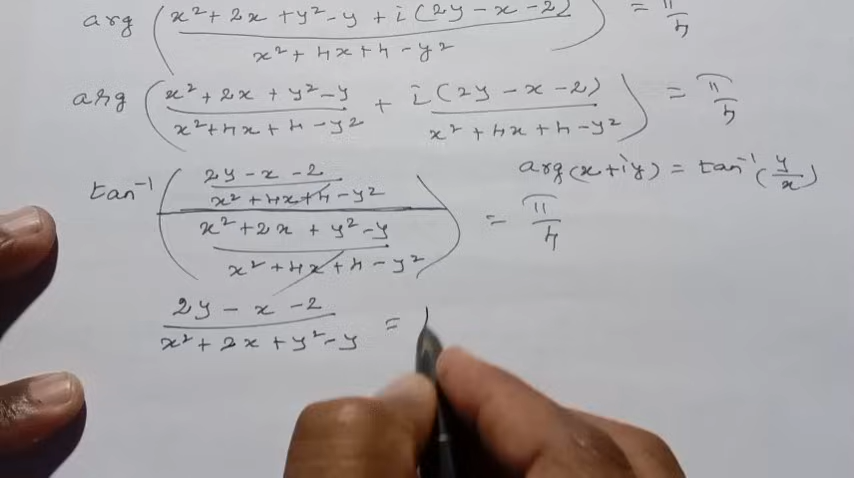 arg ( x² + 2x + y² - y + i (2y - x - 2) / x² + 4x + 4 - y² ) = π/4
arg ( x² + 2x + y² - y / x² + 4x + 4 - y² + i (2y - x - 2) / x² + 4x + 4 - y² ) = π/4
arg (x + iy) = tan⁻¹ (y/x)
tan⁻¹ ( 2y - x - 2 / x² + 4x + 4 - y² / x² + 2x + y² - y / x² + 4x + 4 - y² ) = π/4
2y - x - 2 / x² + 2x + y² - y =